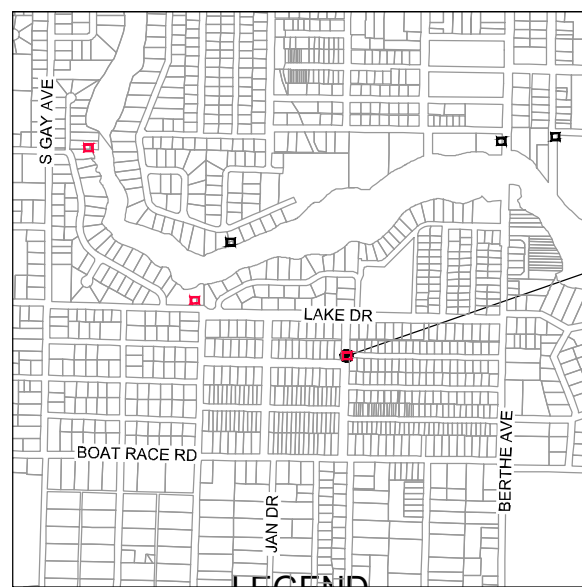 S GAY AVE
LAKE DR
BOAT RACE RD
BERTHE AVE
JAN DR
LEGEND